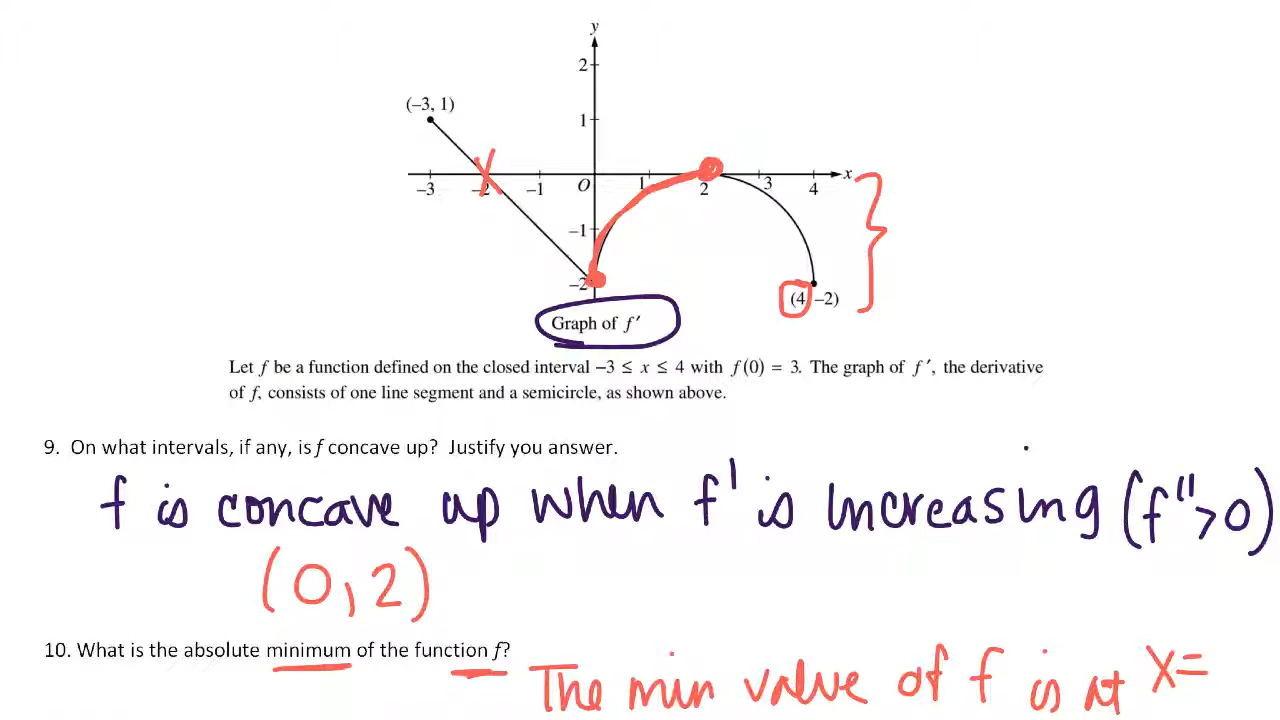 y
2
(–3, 1)
1
–3 –2 –1 O 1 2 3 4 x
–1
–2
(4, –2)
Graph of f′
Let f be a function defined on the closed interval –3 ≤ x ≤ 4 with f(0) = 3. The graph of f′, the derivative
of f, consists of one line segment and a semicircle, as shown above.
9. On what intervals, if any, is f concave up? Justify you answer.
f is concave up when f' is increasing (f">0)
(0,2)
10. What is the absolute minimum of the function f?
The min value of f is at x=